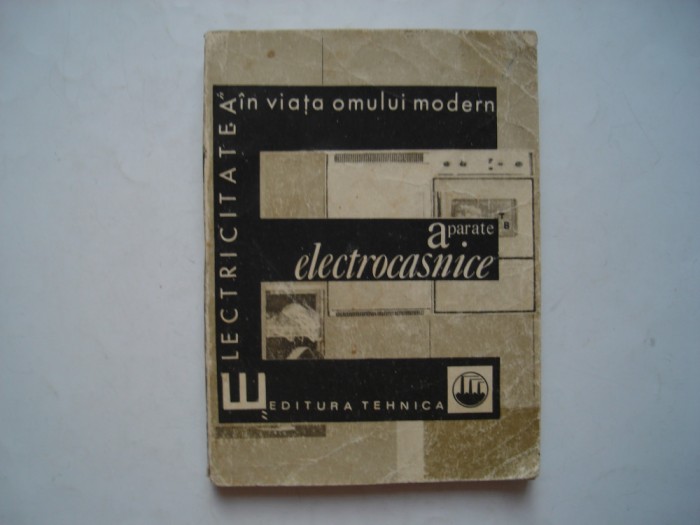 „ELECTRICITATEA”
în viața omului modern
aparate
electrocasnice
EDITURA TEHNICA
T
B